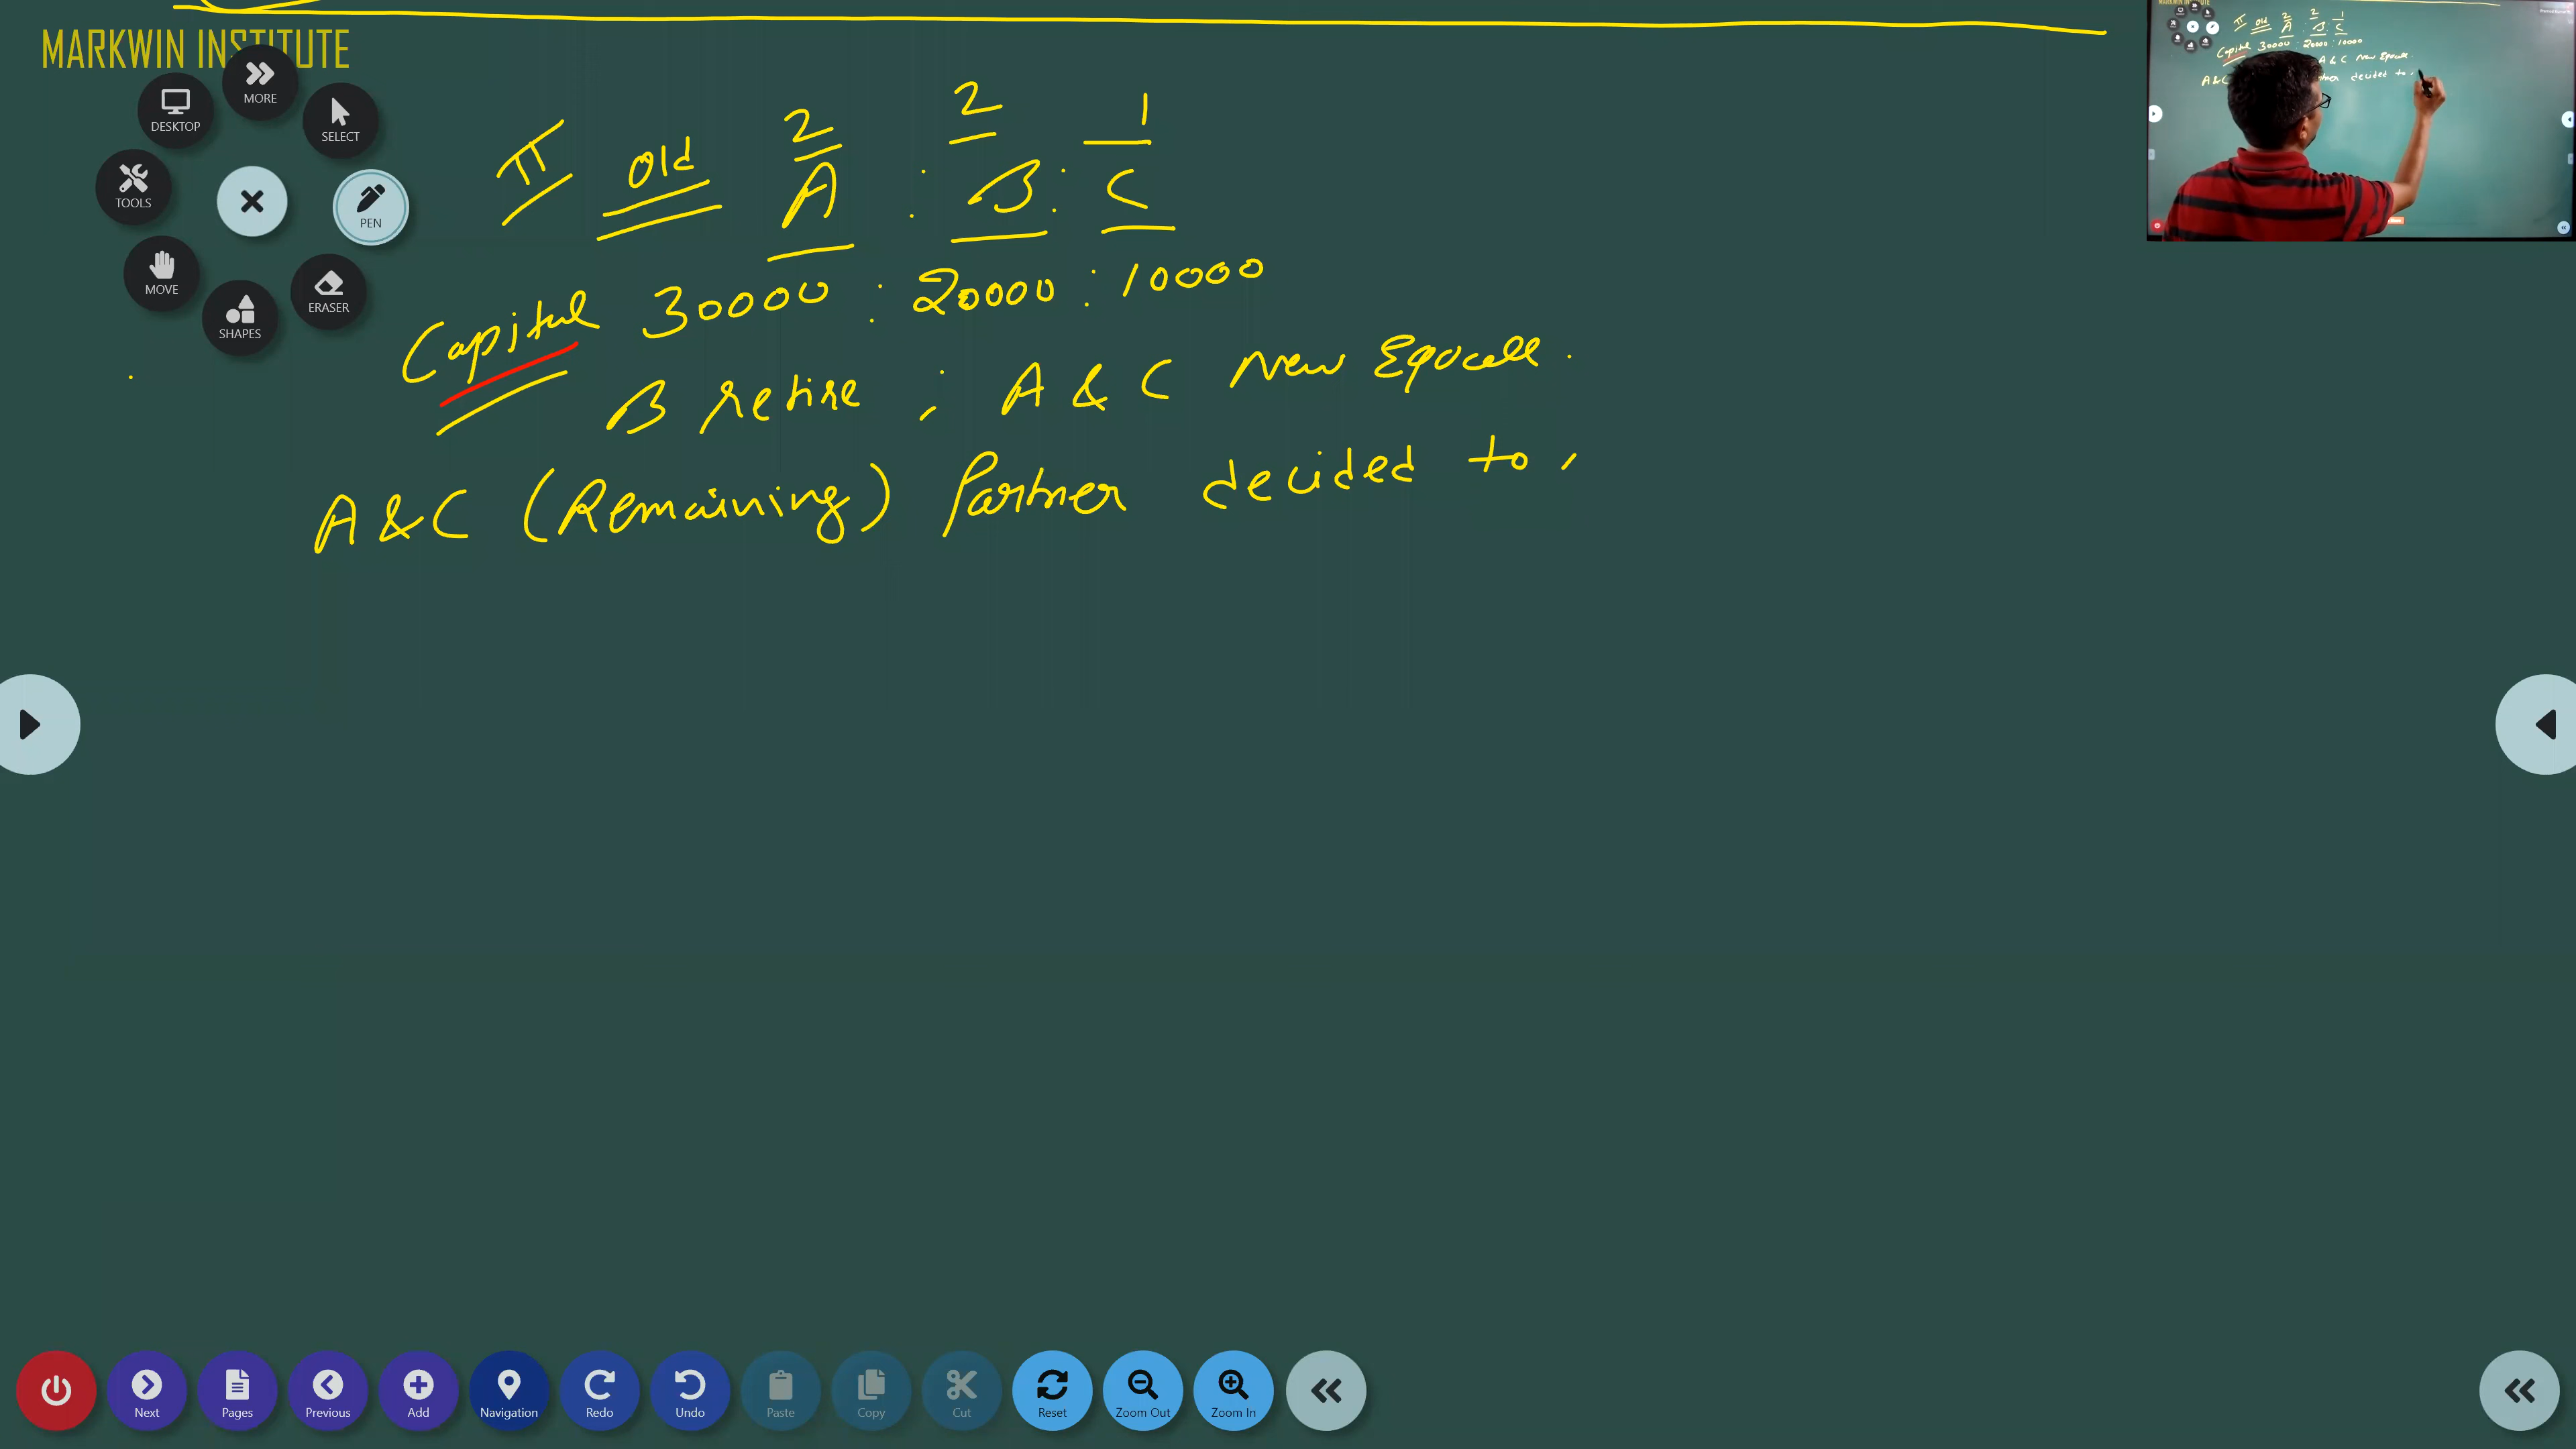 MARKWIN INSTITUTE
MORE
DESKTOP
SELECT
TOOLS
PEN
MOVE
ERASER
SHAPES
2 2 1
II Old A : B : C
Capital 30000 : 20000 : 10000
B retire ; A & C New Equall.
A&C (Remaining) Partner decided to
Next
Pages
Previous
Add
Navigation
Redo
Undo
Paste
Copy
Cut
Reset
Zoom Out
Zoom In